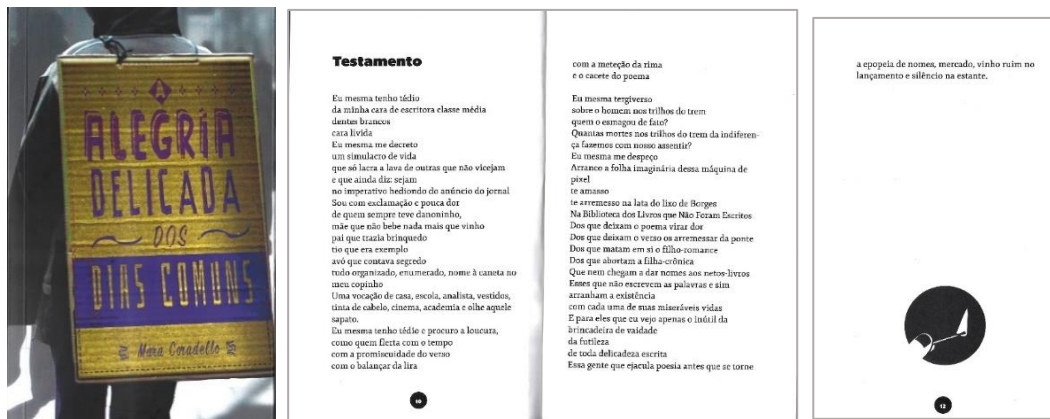 A
ALEGRIA
DELICADA
DOS
DIAS COMUNS
Mara Coradello
Testamento
Eu mesma tenho tédio
da minha cara de escritora classe média
dentes brancos
cara lívida
Eu mesma me decreto
um simulacro de vida
que só lacra a lava de outras que não vicejam
e que ainda diz: sejam
no imperativo hediondo do anúncio do jornal
Sou com exclamação e pouca dor
de quem sempre teve danoninho,
mãe que não bebe nada mais que vinho
pai que trazia brinquedo
tio que era exemplo
avó que contava segredo
tudo organizado, enumerado, nome à caneta no
meu copinho
Uma vocação de casa, escola, analista, vestidos,
tinta de cabelo, cinema, academia e olhe aquele
sapato.
Eu mesma tenho tédio e procuro a loucura,
como quem flerta com o tempo
com a promiscuidade do verso
com o balançar da lira
10
com a meteção da rima
e o cacete do poema
Eu mesma tergiverso
sobre o homem nos trilhos do trem
quem o esmagou de fato?
Quantas mortes nos trilhos do trem da indiferen-
ça fazemos com nosso assentir?
Eu mesma me despeço
Arranco a folha imaginária dessa máquina de
pixel
te amasso
te arremesso na lata do lixo de Borges
Na Biblioteca dos Livros que Não Foram Escritos
Dos que deixam o poema virar dor
Dos que deixam o verso os arremessar da ponte
Dos que matam em si o filho-romance
Dos que abortam a filha-crônica
Que nem chegam a dar nomes aos netos-livros
Esses que não escrevem as palavras e sim
arranham a existência
com cada uma de suas miseráveis vidas
E para eles que eu vejo apenas o inútil da
brincadeira de vaidade
da futileza
de toda delicadeza escrita
Essa gente que ejacula poesia antes que se torne
a epopeia de nomes, mercado, vinho ruim no
lançamento e silêncio na estante.
12